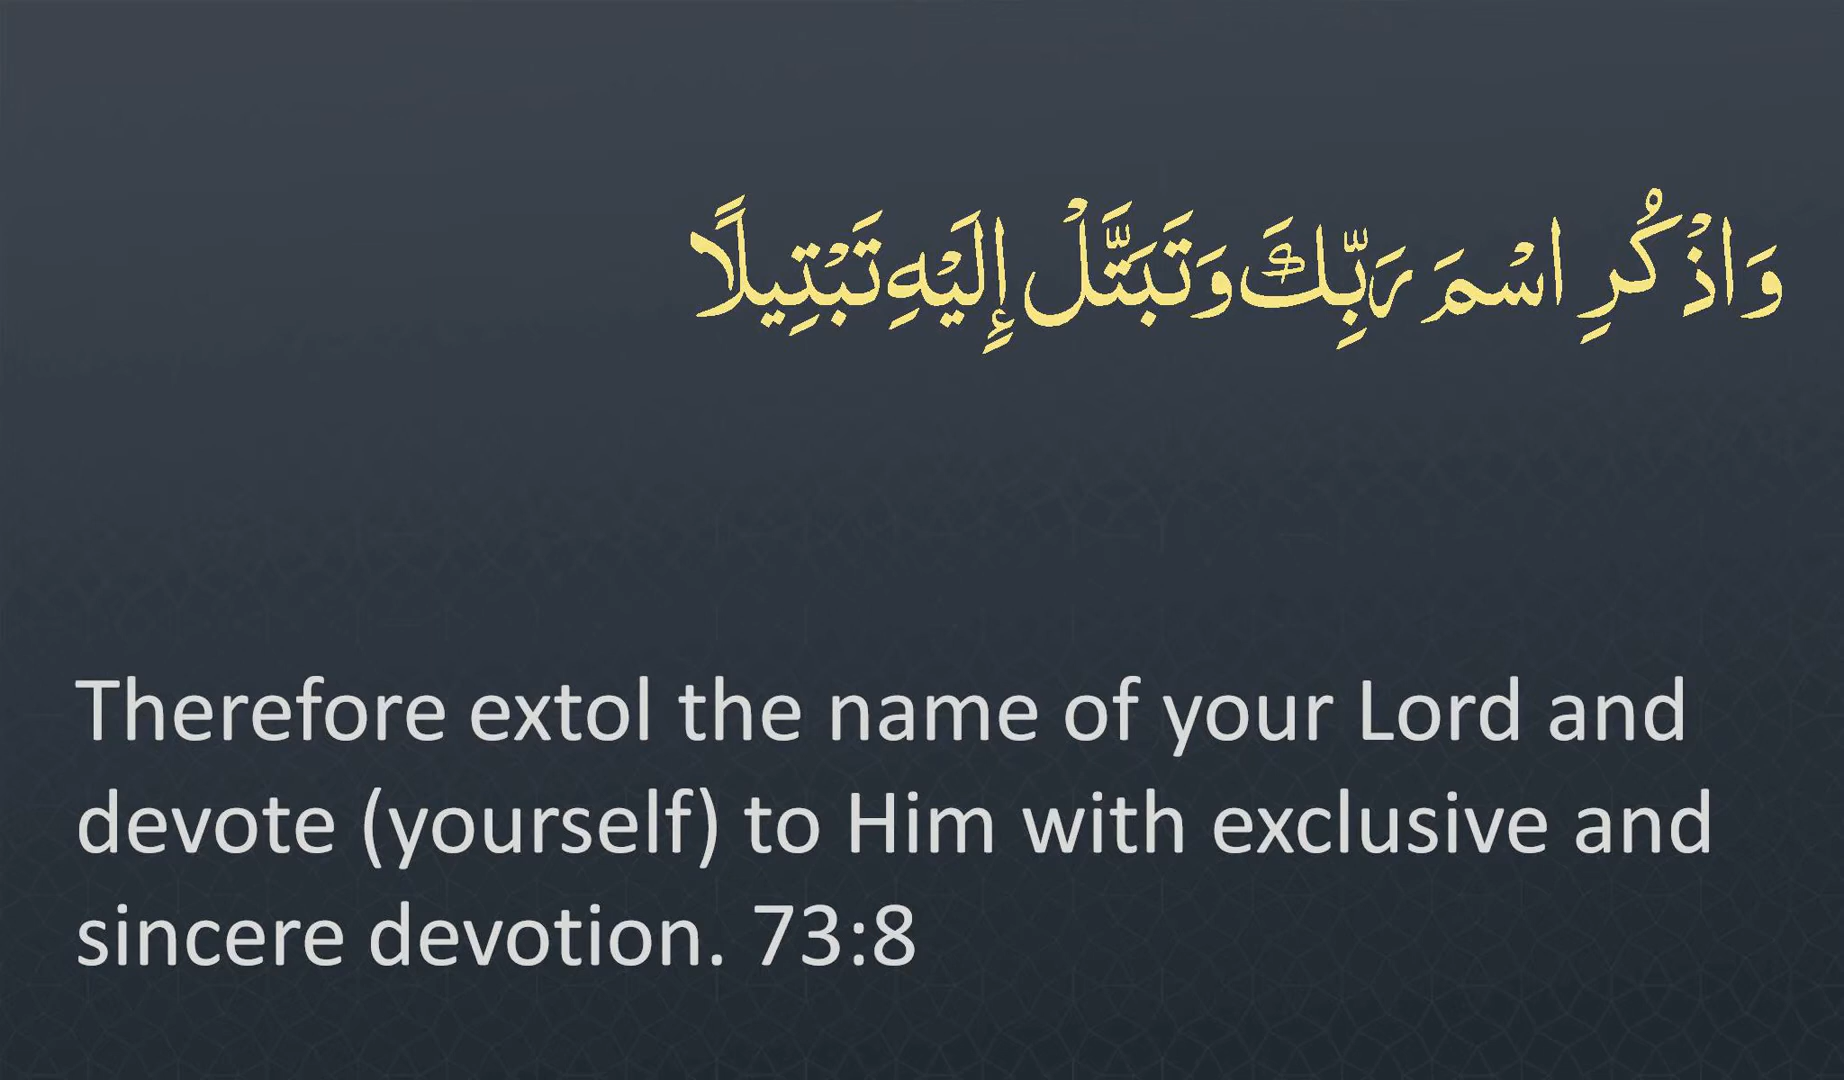 وَاذْكُرِ اسْمَ رَبِّكَ وَتَبَتَّلْ إِلَيْهِ تَبْتِيلًا
Therefore extol the name of your Lord and
devote (yourself) to Him with exclusive and
sincere devotion. 73:8